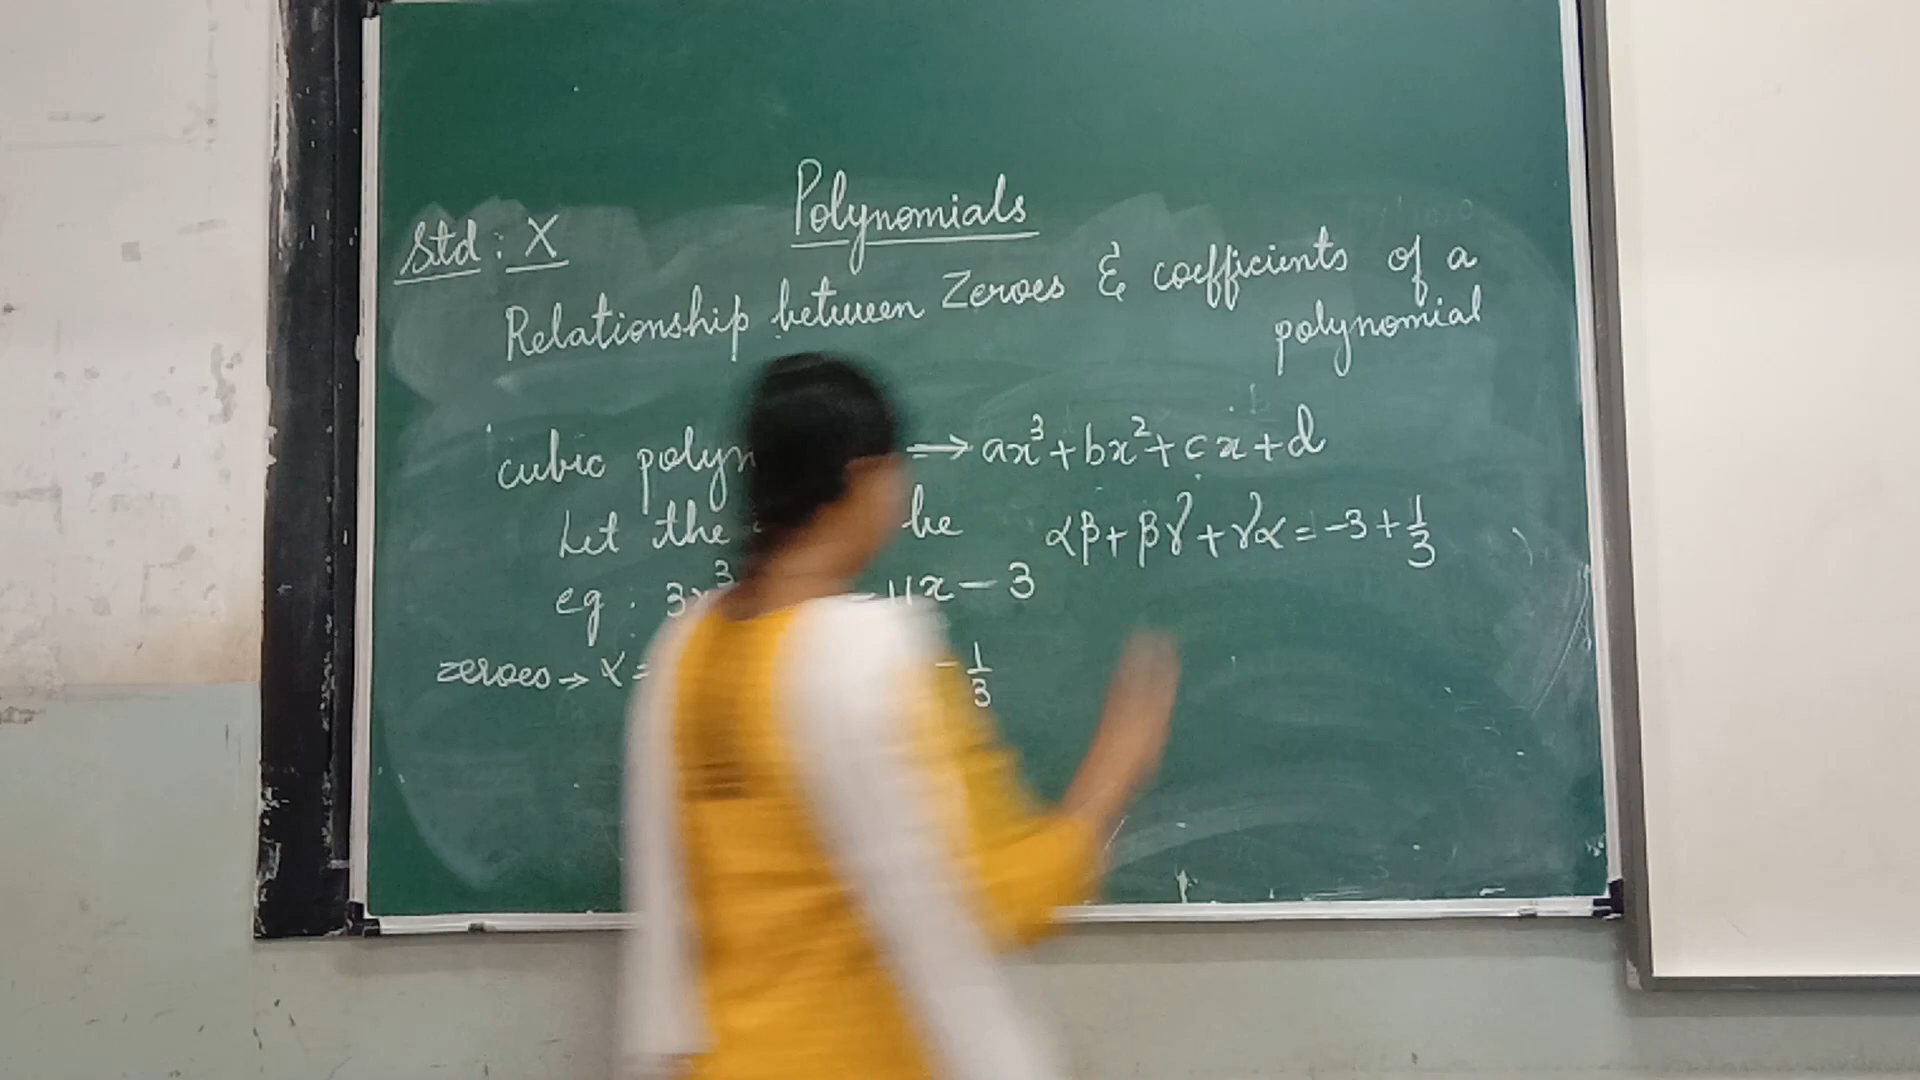 Polynomials
Std : X
Relationship between Zeroes & coefficients of a
polynomial
cubic ⟹ ax³+bx²+cx+d
Let the be
αβ+βγ+γα=-3+1/3
eg : 3x³ -11x-3
zeroes → α= -1/3